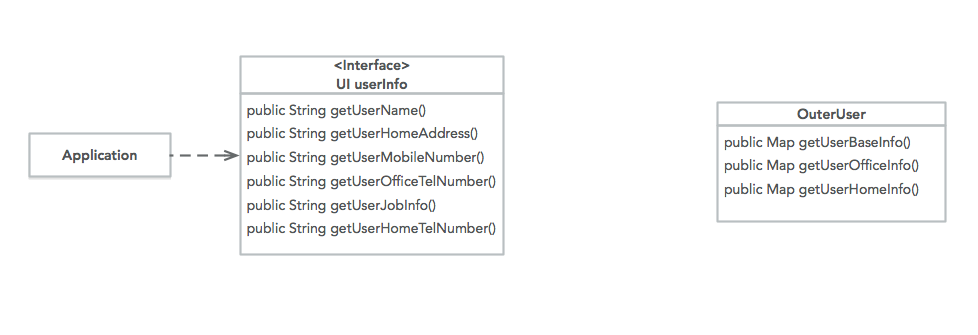 Application
<Interface>
UI userInfo
public String getUserName()
public String getUserHomeAddress()
public String getUserMobileNumber()
public String getUserOfficeTelNumber()
public String getUserJobInfo()
public String getUserHomeTelNumber()
OuterUser
public Map getUserBaseInfo()
public Map getUserOfficeInfo()
public Map getUserHomeInfo()